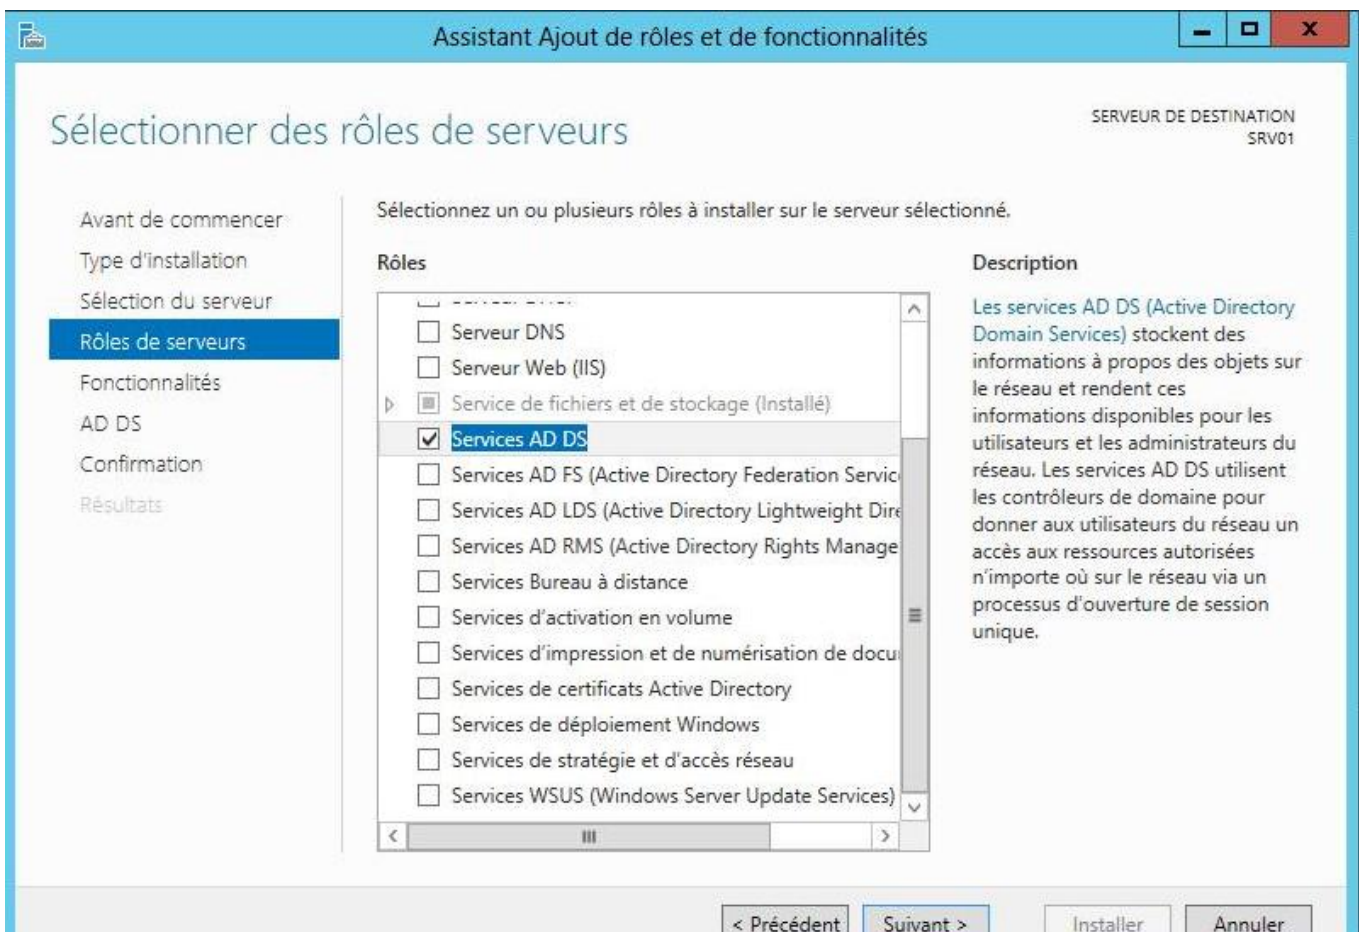 Assistant Ajout de rôles et de fonctionnalités
Sélectionner des rôles de serveurs
SERVEUR DE DESTINATION
SRV01
Avant de commencer
Type d'installation
Sélection du serveur
Rôles de serveurs
Fonctionnalités
AD DS
Confirmation
Résultats
Sélectionnez un ou plusieurs rôles à installer sur le serveur sélectionné.
Rôles
Serveur DNS
Serveur Web (IIS)
Service de fichiers et de stockage (Installé)
Services AD DS
Services AD FS (Active Directory Federation Servic
Services AD LDS (Active Directory Lightweight Dire
Services AD RMS (Active Directory Rights Manage
Services Bureau à distance
Services d'activation en volume
Services d'impression et de numérisation de docu
Services de certificats Active Directory
Services de déploiement Windows
Services de stratégie et d'accès réseau
Services WSUS (Windows Server Update Services)
Description
Les services AD DS (Active Directory
Domain Services) stockent des
informations à propos des objets sur
le réseau et rendent ces
informations disponibles pour les
utilisateurs et les administrateurs du
réseau. Les services AD DS utilisent
les contrôleurs de domaine pour
donner aux utilisateurs du réseau un
accès aux ressources autorisées
n'importe où sur le réseau via un
processus d'ouverture de session
unique.
< Précédent
Suivant >
Installer
Annuler